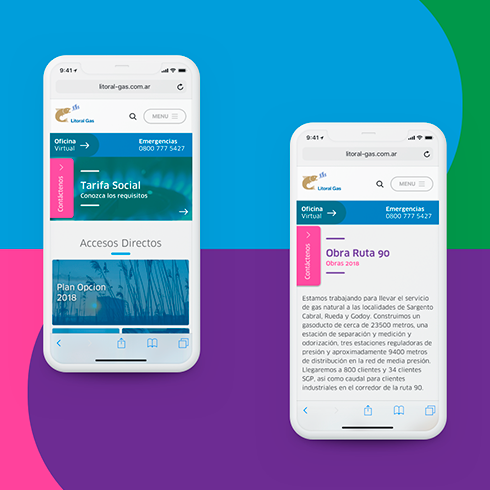 9:41
litoral-gas.com.ar
Litoral Gas
MENU
Oficina
Virtual
Emergencias
0800 777 5427
Contáctenos
Tarifa Social
Conozca los requisitos
Accesos Directos
Plan Opcion
2018
9:41
litoral-gas.com.ar
Litoral Gas
MENU
Oficina
Virtual
Emergencias
0800 777 5427
Contáctenos
Obra Ruta 90
Obras 2018
Estamos trabajando para llevar el servicio
de gas natural a las localidades de Sargento
Cabral, Rueda y Godoy. Construimos un
gasoducto de cerca de 23500 metros, una
estación de separación y medición y
odorización, tres estaciones reguladoras de
presión y aproximadamente 9400 metros
de distribución en la red de media presión.
Llegaremos a 800 clientes y 34 clientes
SGP, así como caudal para clientes
industriales en el corredor de la ruta 90.